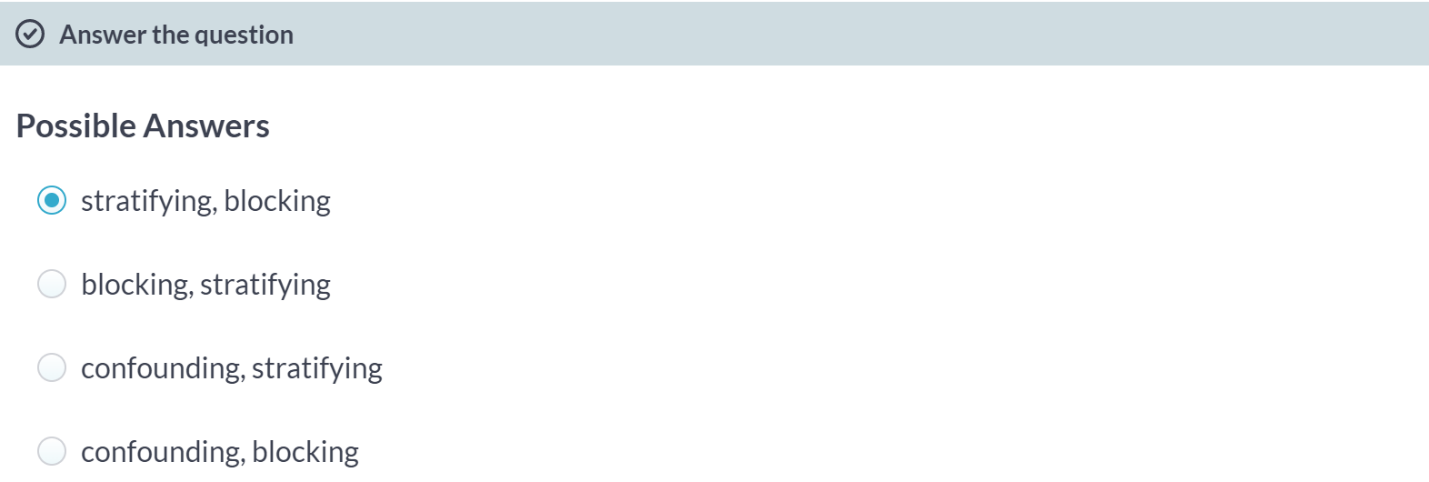 Answer the question
Possible Answers
stratifying, blocking
blocking, stratifying
confounding, stratifying
confounding, blocking